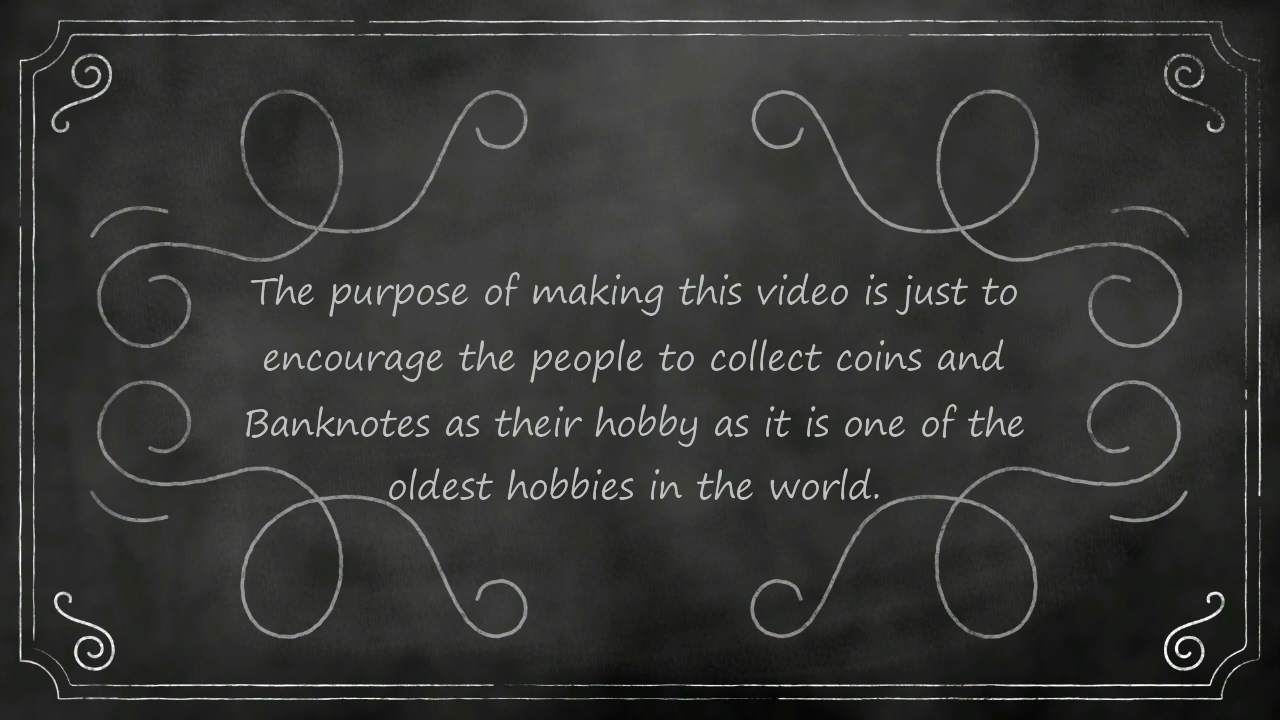 The purpose of making this video is just to
encourage the people to collect coins and
Banknotes as their hobby as it is one of the
oldest hobbies in the world.